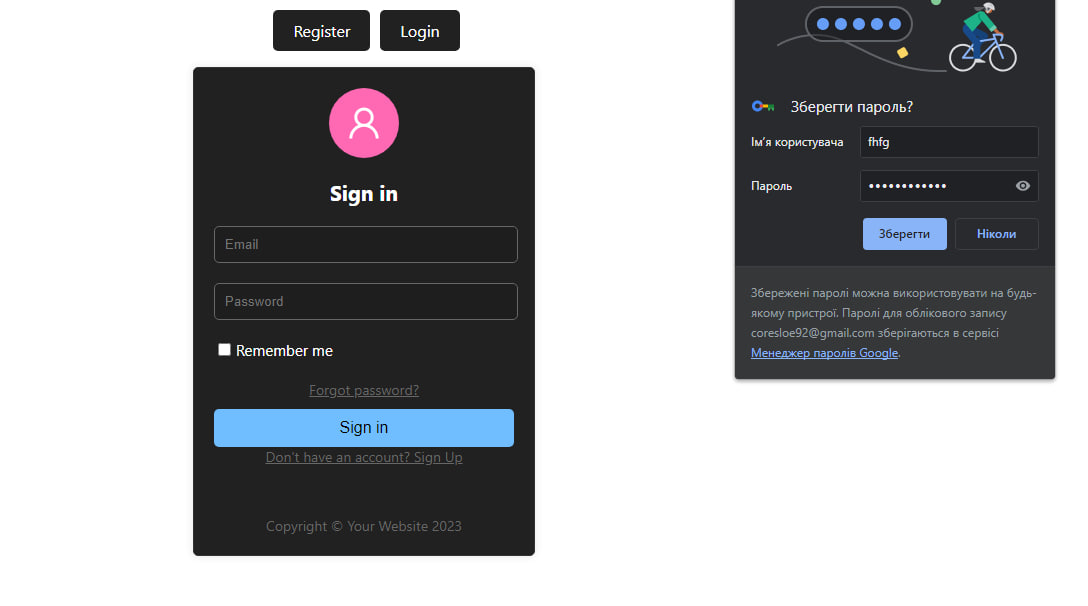 Register
Login
Sign in
Email
Password
Remember me
Forgot password?
Sign in
Don't have an account? Sign Up
Copyright © Your Website 2023
Зберегти пароль?
Ім'я користувача
fhfg
Пароль
••••••••••••
Зберегти
Ніколи
Збережені паролі можна використовувати на будь-
якому пристрої. Паролі для облікового запису
coresloe92@gmail.com зберігаються в сервісі
Менеджер паролів Google.